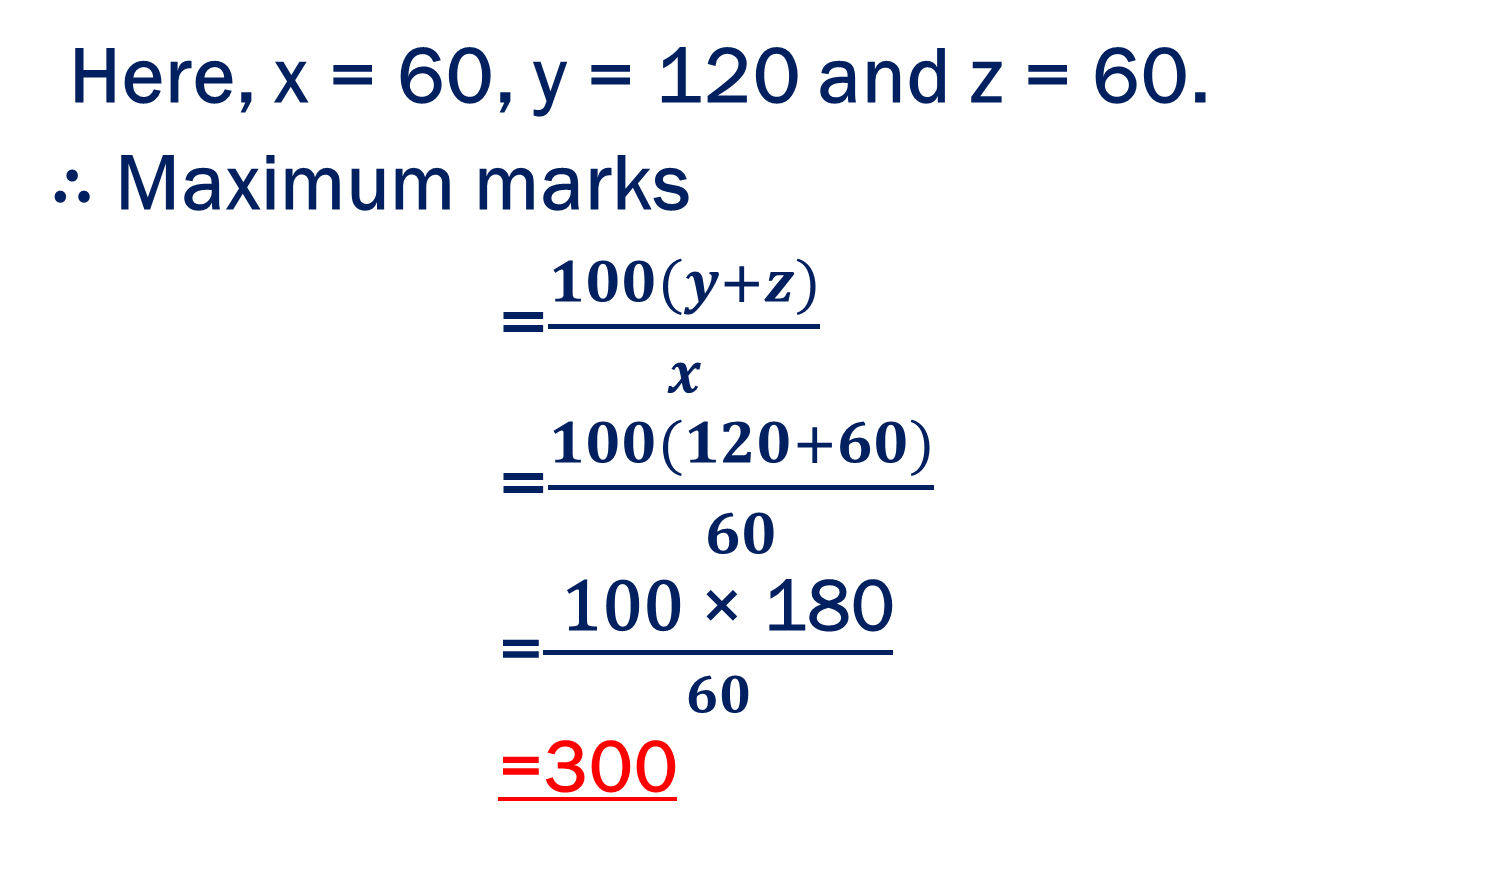 Here, x = 60, y = 120 and z = 60.
∴ Maximum marks
= 100(y+z) / x
= 100(120+60) / 60
= 100 × 180 / 60
=300